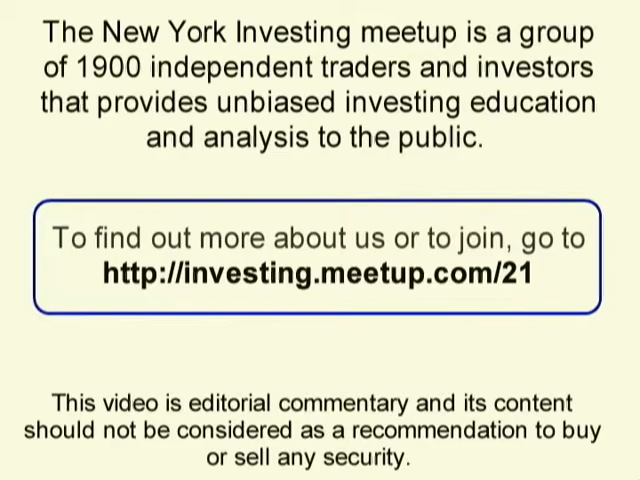 The New York Investing meetup is a group
of 1900 independent traders and investors
that provides unbiased investing education
and analysis to the public.
To find out more about us or to join, go to
http://investing.meetup.com/21
This video is editorial commentary and its content
should not be considered as a recommendation to buy
or sell any security.